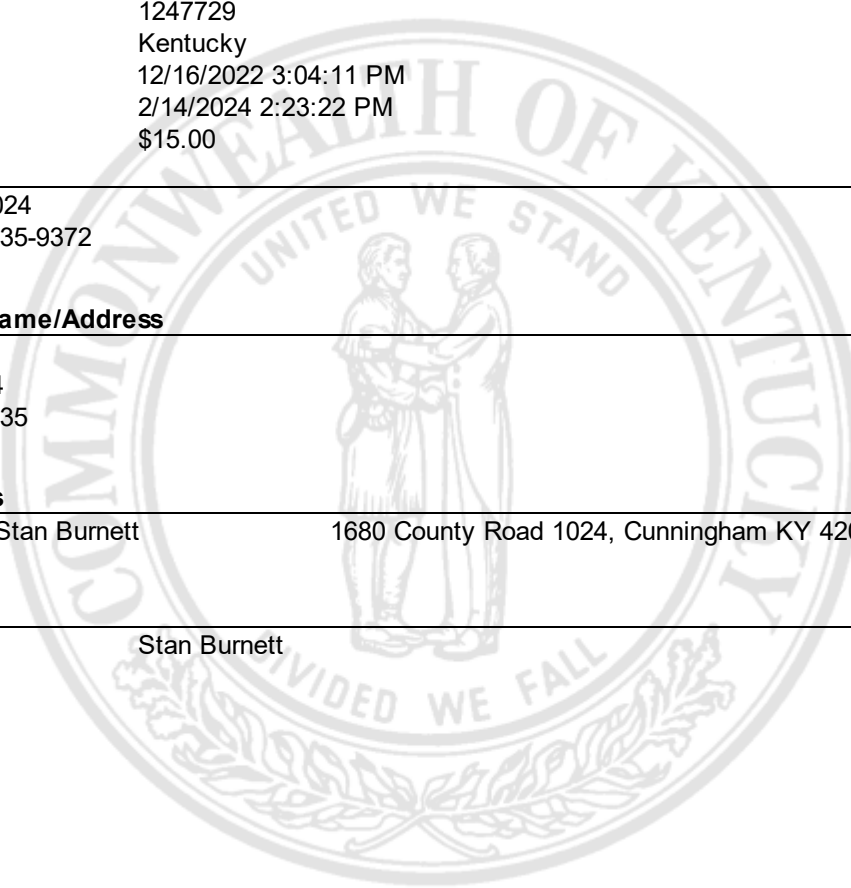 1247729
Kentucky
12/16/2022 3:04:11 PM
2/14/2024 2:23:22 PM
$15.00
024
35-9372
ame/Address
4
35
s
Stan Burnett 1680 County Road 1024, Cunningham KY 420
Stan Burnett
COMMONWEALTH OF KENTUCKY
UNITED WE STAND
DIVIDED WE FALL